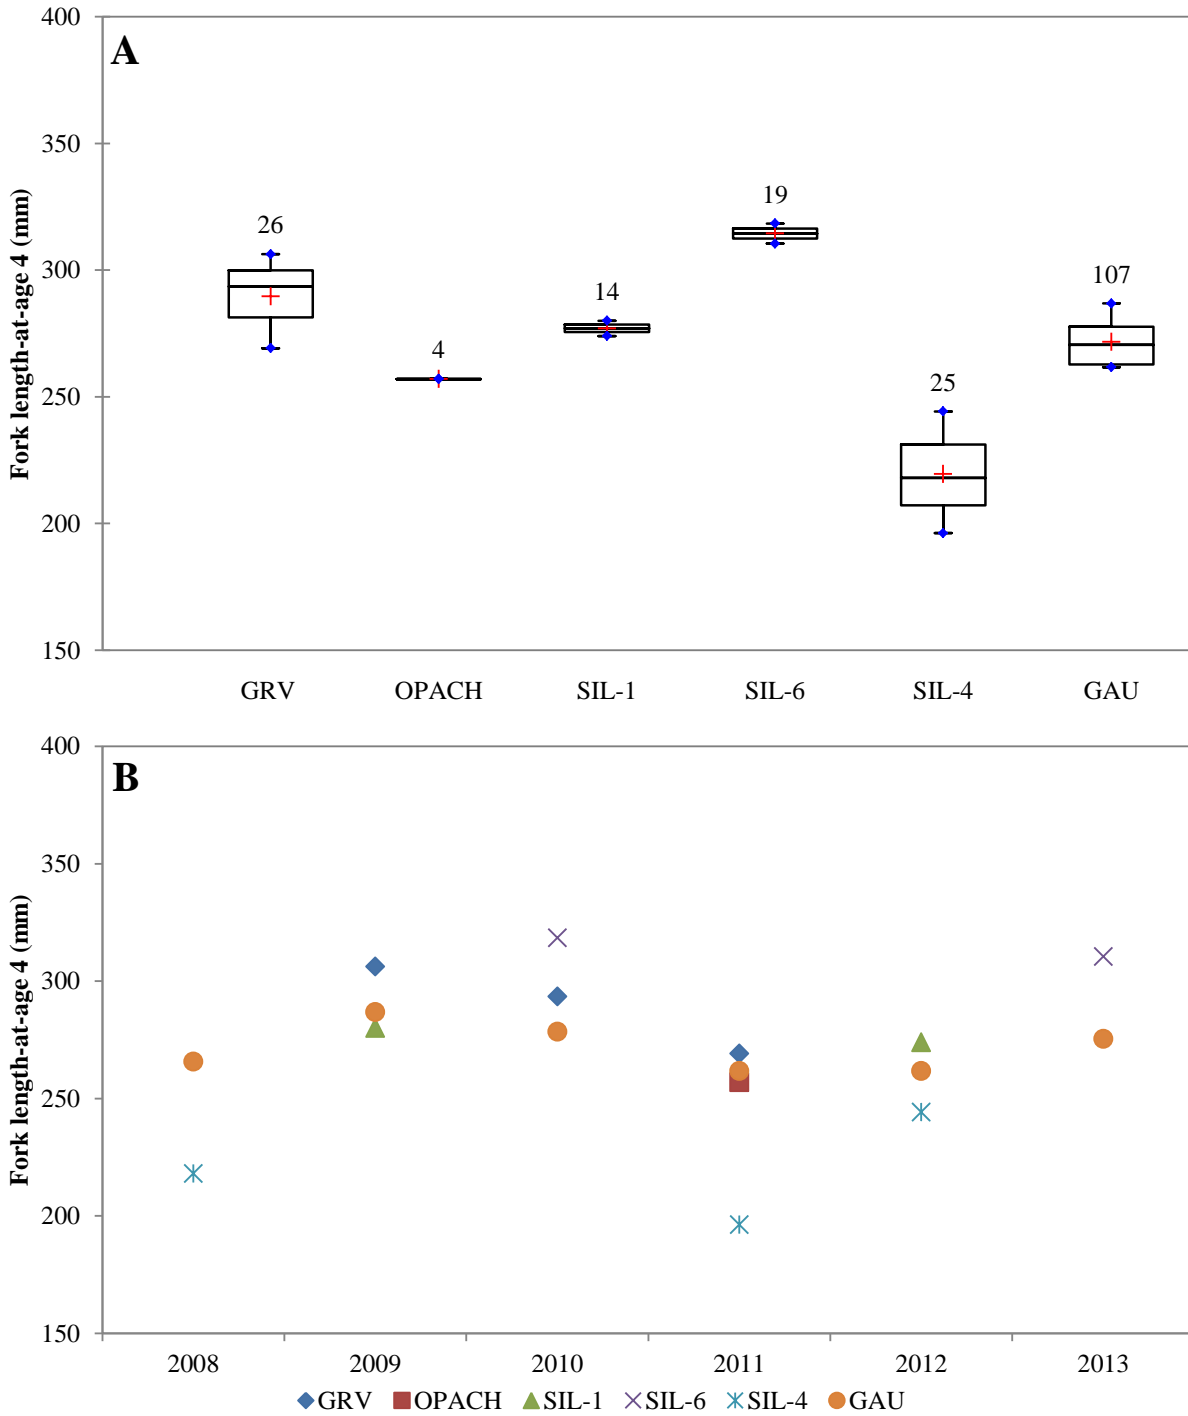 A
Fork length-at-age 4 (mm)
400
350
300
250
200
150
26
4
14
19
25
107
GRV OPACH SIL-1 SIL-6 SIL-4 GAU
B
Fork length-at-age 4 (mm)
400
350
300
250
200
150
2008 2009 2010 2011 2012 2013
GRV OPACH SIL-1 SIL-6 SIL-4 GAU